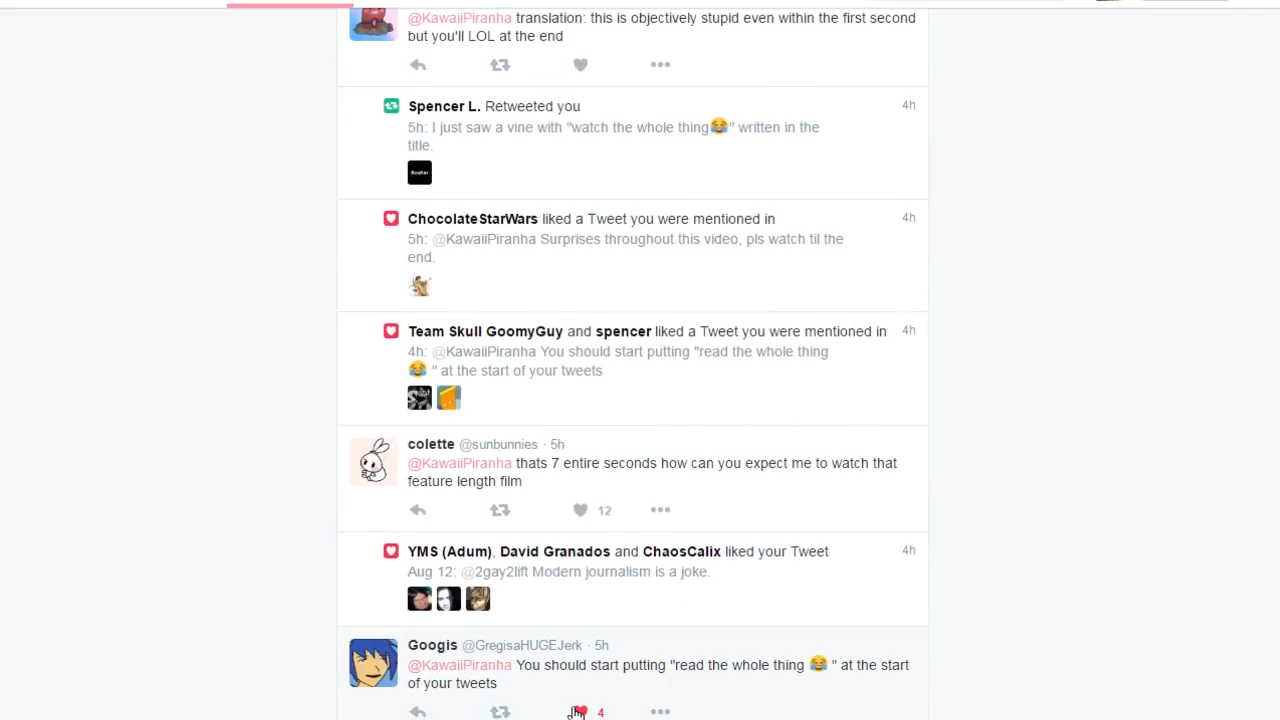 @KawaiiPiranha translation: this is objectively stupid even within the first second
but you'll LOL at the end
Spencer L. Retweeted you 4h
5h: I just saw a vine with "watch the whole thing😂" written in the
title.
ChocolateStarWars liked a Tweet you were mentioned in 4h
5h: @KawaiiPiranha Surprises throughout this video, pls watch til the
end.
Team Skull GoomyGuy and spencer liked a Tweet you were mentioned in 4h
4h: @KawaiiPiranha You should start putting "read the whole thing
😂 " at the start of your tweets
colette @sunbunnies · 5h
@KawaiiPiranha thats 7 entire seconds how can you expect me to watch that
feature length film
12
YMS (Adum), David Granados and ChaosCalix liked your Tweet 4h
Aug 12: @2gay2lift Modern journalism is a joke.
Googis @GregisaHUGEJerk · 5h
@KawaiiPiranha You should start putting "read the whole thing 😂 " at the start
of your tweets
4